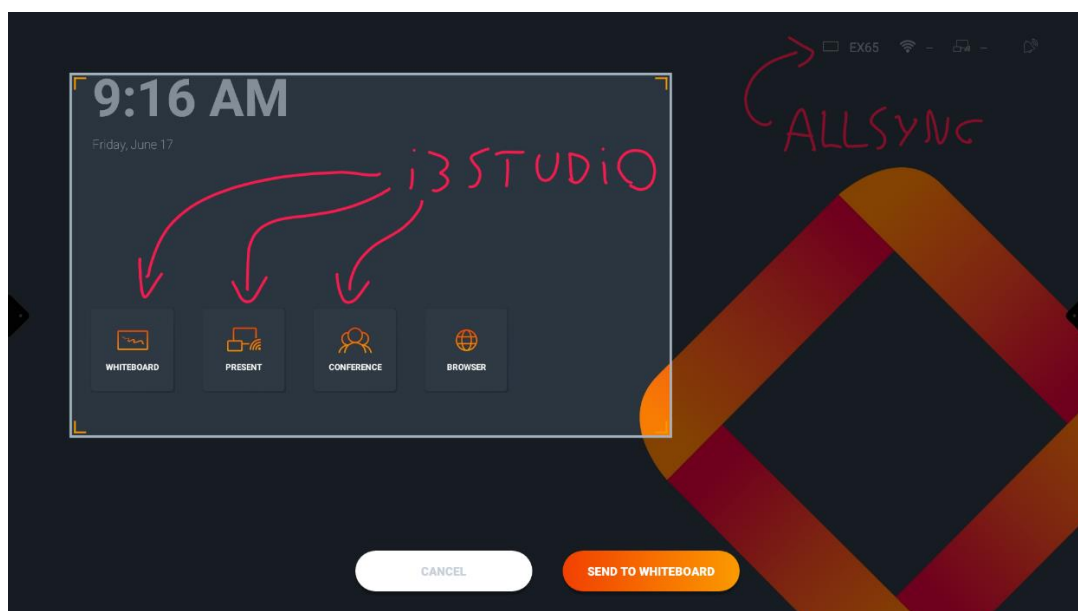 EX65 - -
9:16 AM
ALLSYNC
Friday, June 17
i3STUDiO
WHITEBOARD PRESENT CONFERENCE BROWSER
CANCEL SEND TO WHITEBOARD